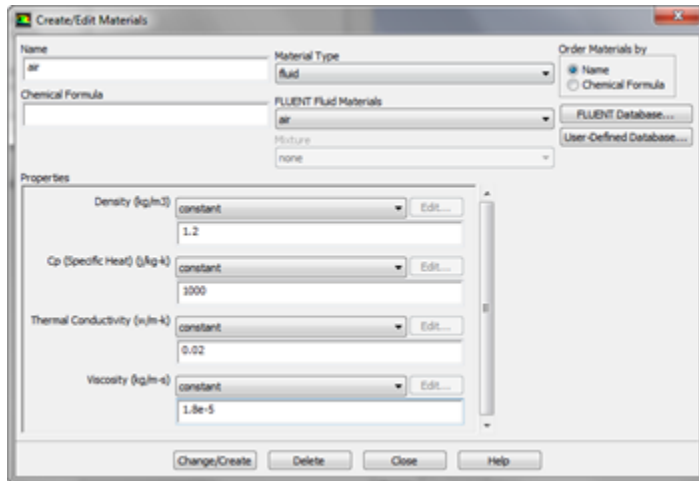 Create/Edit Materials
Name
air
Chemical Formula
Material Type
fluid
FLUENT Fluid Materials
air
Mixture
none
Order Materials by
Name
Chemical Formula
FLUENT Database...
User-Defined Database...
Properties
Density (kg/m3) constant Edit...
1.2
Cp (Specific Heat) (j/kg-k) constant Edit...
1000
Thermal Conductivity (w/m-k) constant Edit...
0.02
Viscosity (kg/m-s) constant Edit...
1.8e-5
Change/Create Delete Close Help